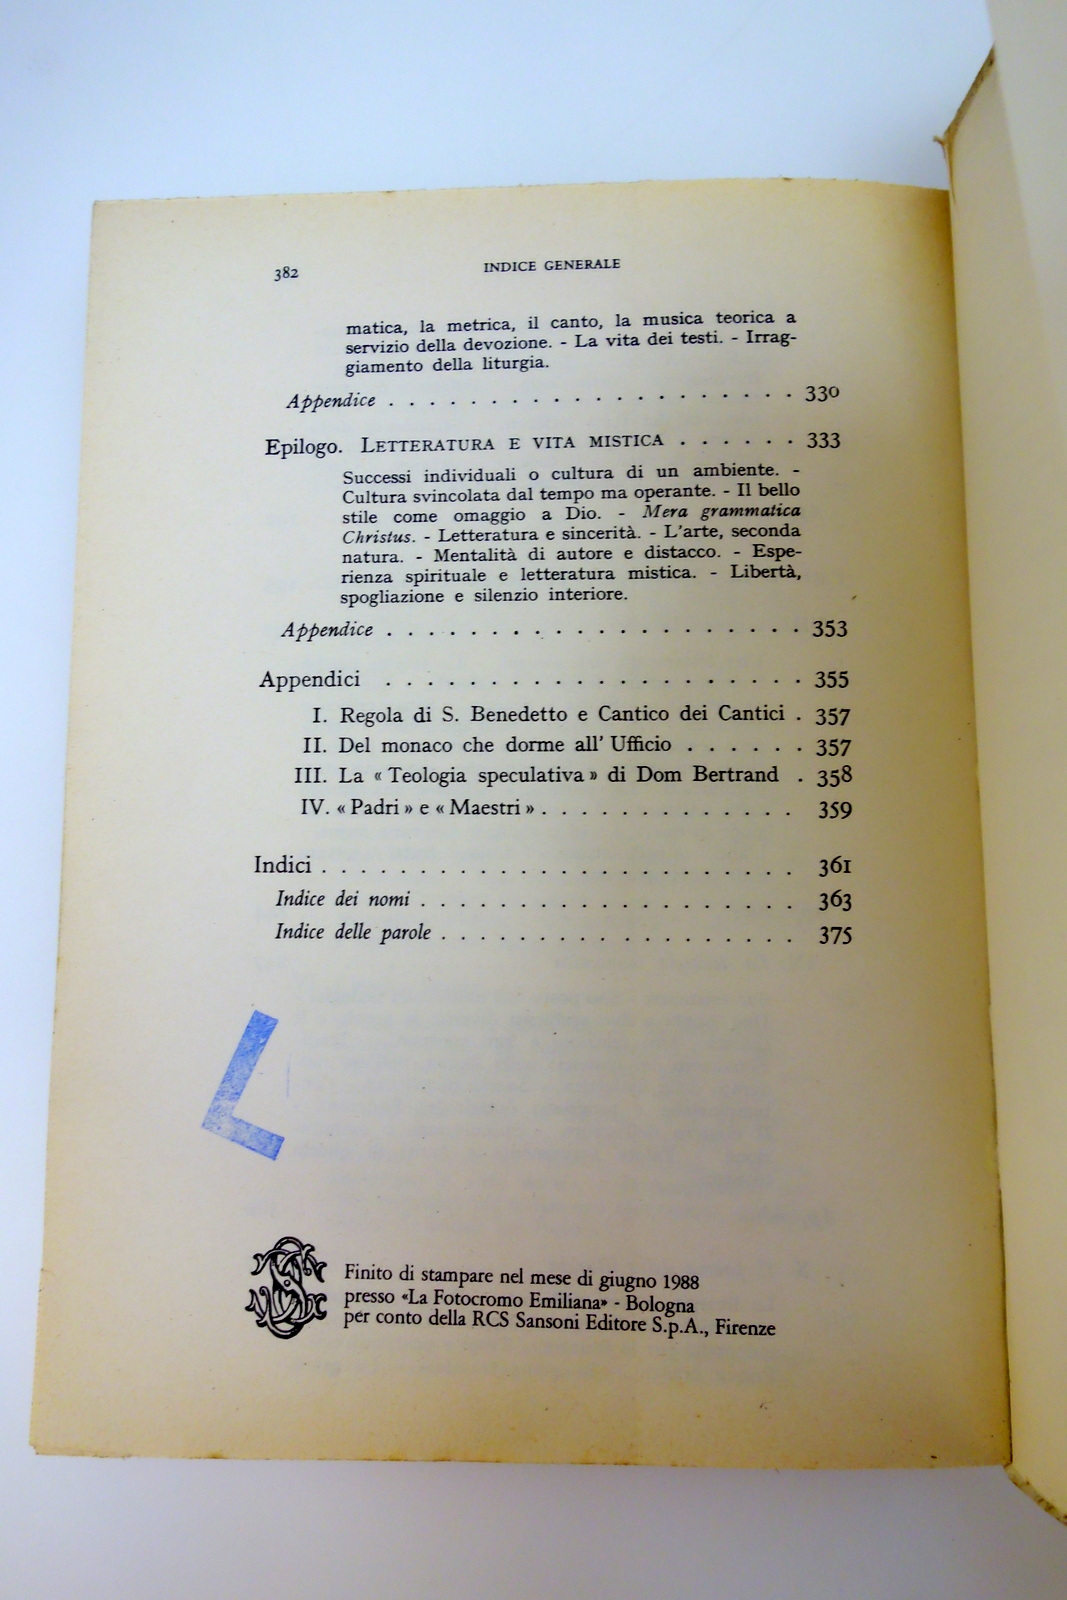 382
INDICE GENERALE
matica, la metrica, il canto, la musica teorica a
servizio della devozione. - La vita dei testi. - Irrag-
giamento della liturgia.
Appendice . . . . . . . . . . . . . . . . . . . . 330
Epilogo. LETTERATURA E VITA MISTICA . . . . . . 333
Successi individuali o cultura di un ambiente. -
Cultura svincolata dal tempo ma operante. - Il bello
stile come omaggio a Dio. - Mera grammatica
Christus. - Letteratura e sincerità. - L'arte, seconda
natura. - Mentalità di autore e distacco. - Espe-
rienza spirituale e letteratura mistica. - Libertà,
spogliazione e silenzio interiore.
Appendice . . . . . . . . . . . . . . . . . . . . 353
Appendici . . . . . . . . . . . . . . . . . . . . 355
I. Regola di S. Benedetto e Cantico dei Cantici . 357
II. Del monaco che dorme all' Ufficio . . . . . . 357
III. La « Teologia speculativa » di Dom Bertrand . 358
IV. « Padri » e « Maestri » . . . . . . . . . . . . . 359
Indici . . . . . . . . . . . . . . . . . . . . . . . 361
Indice dei nomi . . . . . . . . . . . . . . . . . . 363
Indice delle parole . . . . . . . . . . . . . . . . . 375
L
Finito di stampare nel mese di giugno 1988
presso «La Fotocromo Emiliana» - Bologna
per conto della RCS Sansoni Editore S.p.A., Firenze